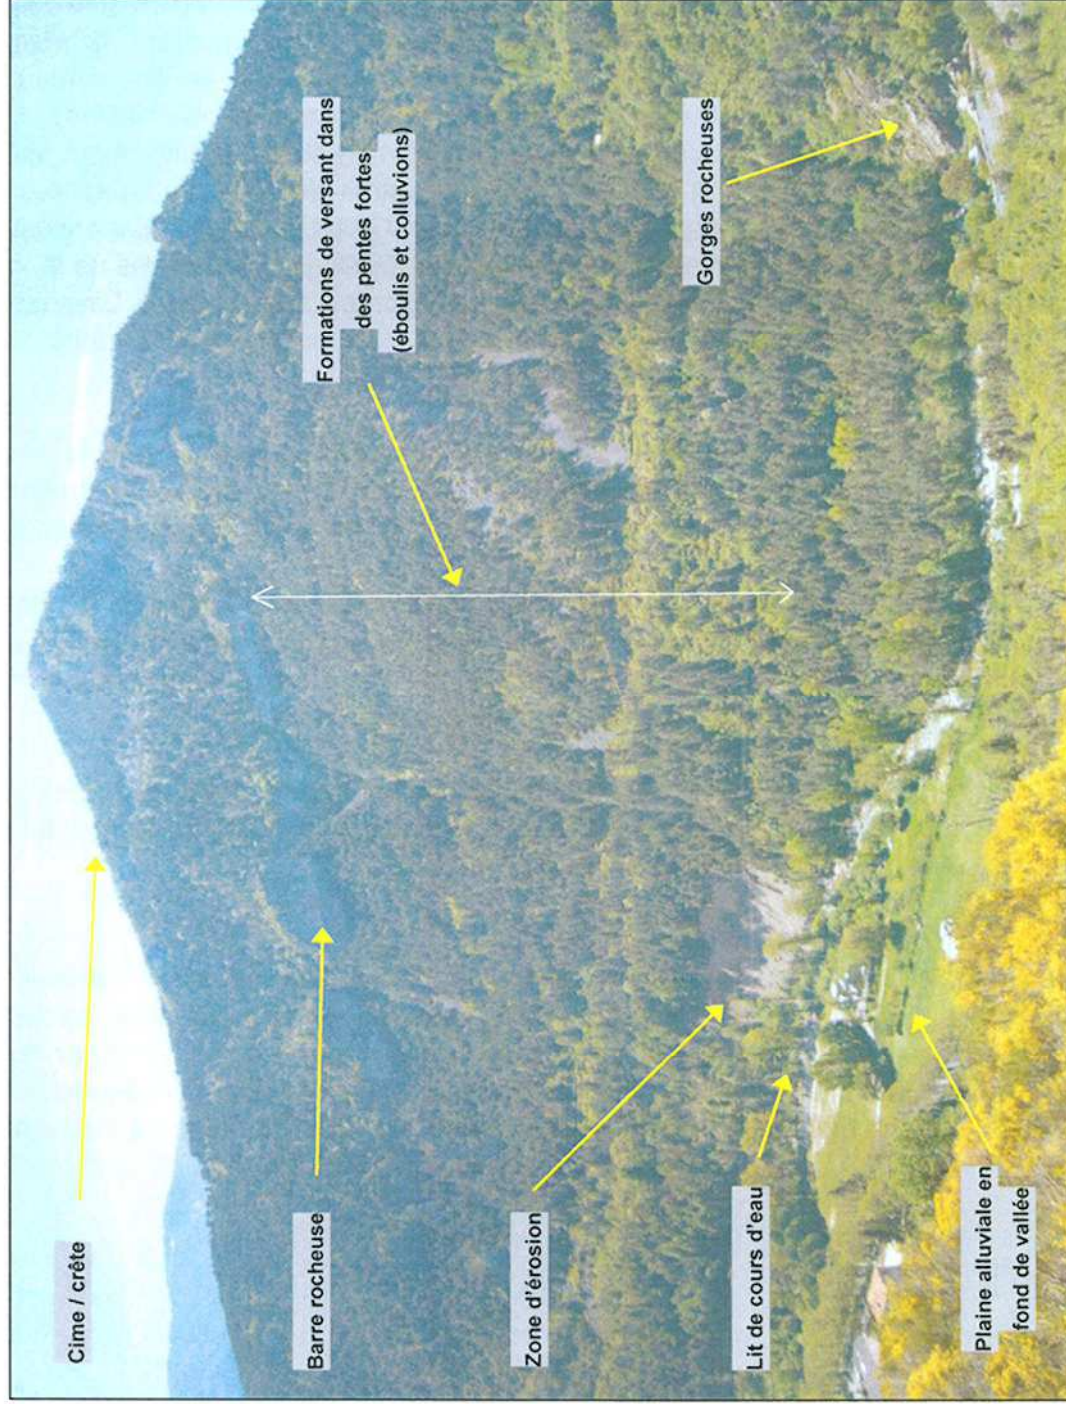 Cime / crête
Barre rocheuse
Formations de versant dans
des pentes fortes
(éboulis et colluvions)
Zone d'érosion
Lit de cours d'eau
Gorges rocheuses
Plaine alluviale en
fond de vallée